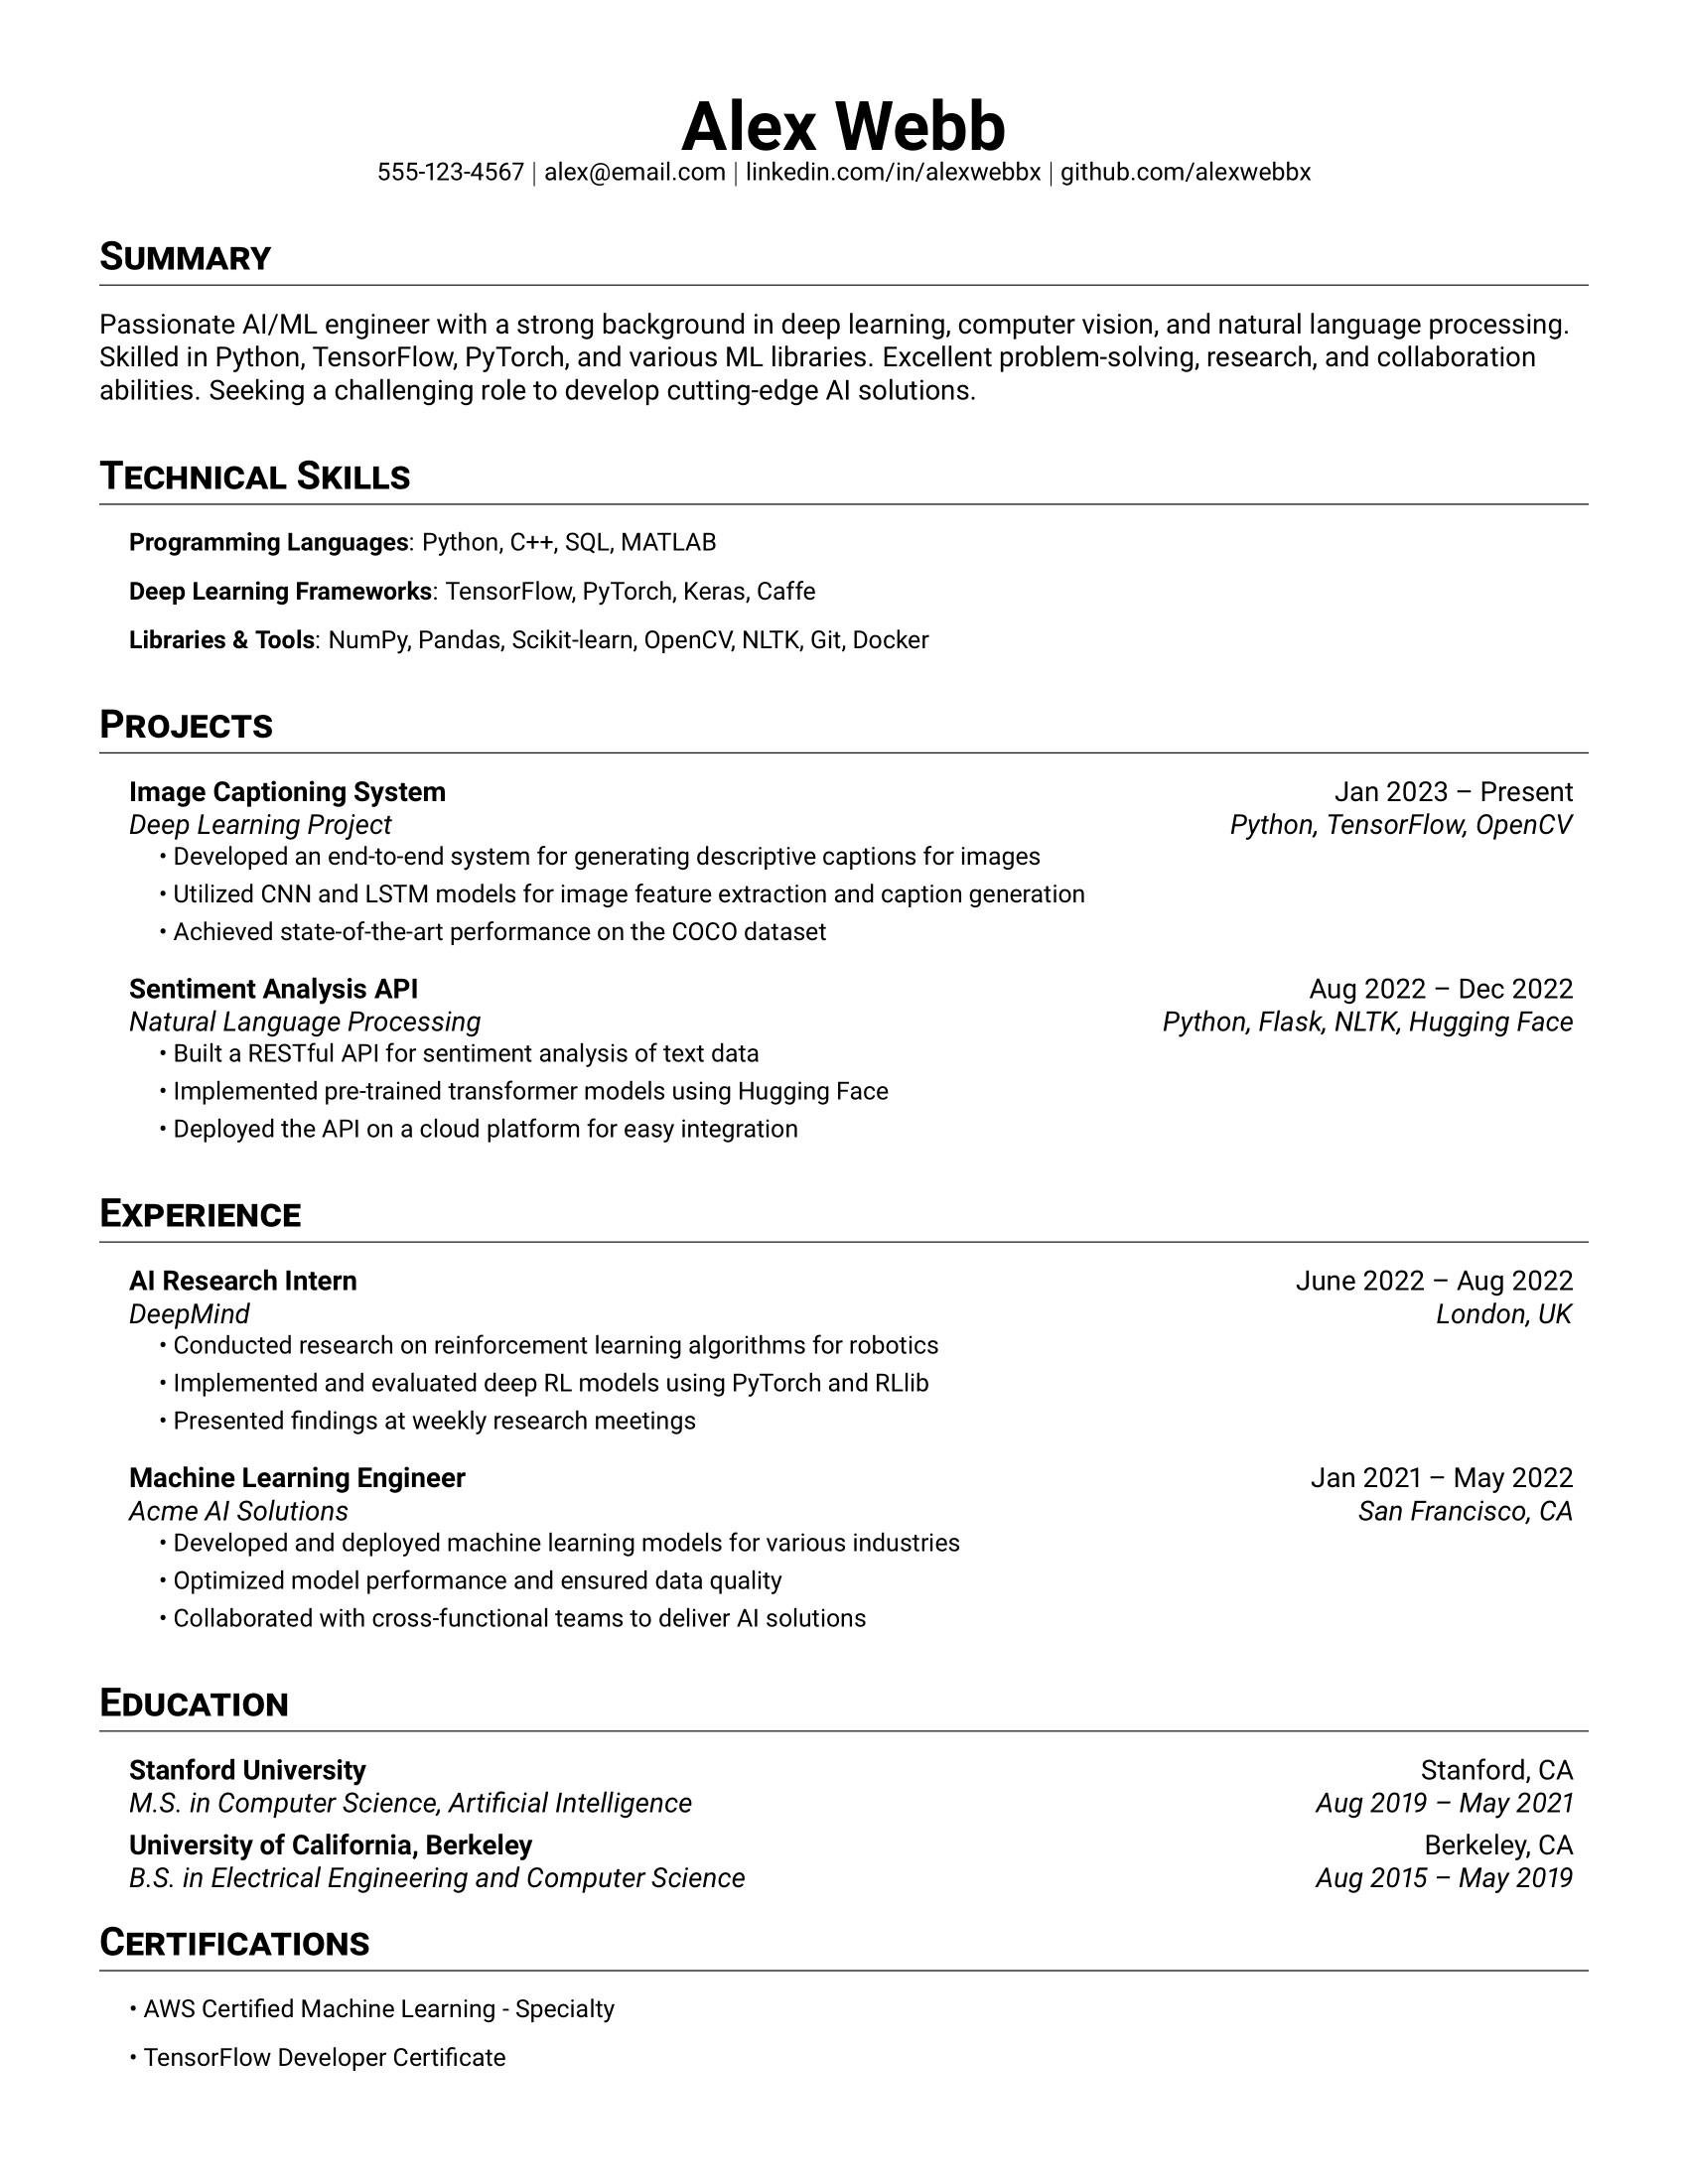 Alex Webb
555-123-4567 | alex@email.com | linkedin.com/in/alexwebbx | github.com/alexwebbx
Summary
Passionate AI/ML engineer with a strong background in deep learning, computer vision, and natural language processing.
Skilled in Python, TensorFlow, PyTorch, and various ML libraries. Excellent problem-solving, research, and collaboration
abilities. Seeking a challenging role to develop cutting-edge AI solutions.
Technical Skills
Programming Languages: Python, C++, SQL, MATLAB
Deep Learning Frameworks: TensorFlow, PyTorch, Keras, Caffe
Libraries & Tools: NumPy, Pandas, Scikit-learn, OpenCV, NLTK, Git, Docker
Projects
Image Captioning System Jan 2023 – Present
Deep Learning Project Python, TensorFlow, OpenCV
• Developed an end-to-end system for generating descriptive captions for images
• Utilized CNN and LSTM models for image feature extraction and caption generation
• Achieved state-of-the-art performance on the COCO dataset
Sentiment Analysis API Aug 2022 – Dec 2022
Natural Language Processing Python, Flask, NLTK, Hugging Face
• Built a RESTful API for sentiment analysis of text data
• Implemented pre-trained transformer models using Hugging Face
• Deployed the API on a cloud platform for easy integration
Experience
AI Research Intern June 2022 – Aug 2022
DeepMind London, UK
• Conducted research on reinforcement learning algorithms for robotics
• Implemented and evaluated deep RL models using PyTorch and RLlib
• Presented findings at weekly research meetings
Machine Learning Engineer Jan 2021 – May 2022
Acme AI Solutions San Francisco, CA
• Developed and deployed machine learning models for various industries
• Optimized model performance and ensured data quality
• Collaborated with cross-functional teams to deliver AI solutions
Education
Stanford University Stanford, CA
M.S. in Computer Science, Artificial Intelligence Aug 2019 – May 2021
University of California, Berkeley Berkeley, CA
B.S. in Electrical Engineering and Computer Science Aug 2015 – May 2019
Certifications
• AWS Certified Machine Learning - Specialty
• TensorFlow Developer Certificate